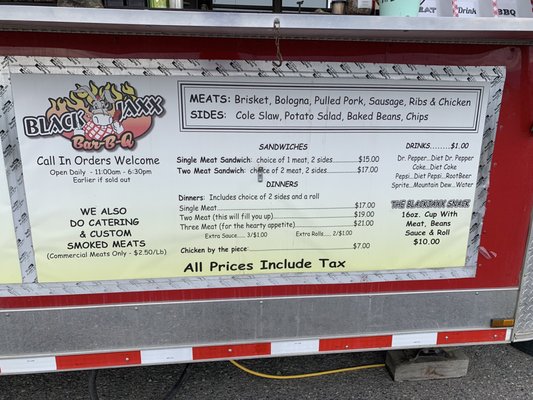 BLACK JAXX
Bar-B-Q
Call In Orders Welcome
Open Daily - 11:00am - 6:30pm
Earlier if sold out
WE ALSO
DO CATERING
& CUSTOM
SMOKED MEATS
(Commercial Meats Only - $2.50/Lb)
MEATS: Brisket, Bologna, Pulled Pork, Sausage, Ribs & Chicken
SIDES: Cole Slaw, Potato Salad, Baked Beans, Chips
SANDWICHES
Single Meat Sandwich: choice of 1 meat, 2 sides $15.00
Two Meat Sandwich: choice of 2 meat, 2 sides $17.00
DINNERS
Dinners: Includes choice of 2 sides and a roll
Single Meat $17.00
Two Meat (this will fill you up) $19.00
Three Meat (for the hearty appetite) $21.00
Extra Sauce.... 3/$1.00 Extra Rolls..... 2/$1.00
Chicken by the piece: $7.00
All Prices Include Tax
DRINKS........$1.00
Dr. Pepper...Diet Dr. Pepper
Coke...Diet Coke
Pepsi...Diet Pepsi...RootBeer
Sprite...Mountain Dew...Water
THE BLACKJAXX SNACK
16oz. Cup With
Meat, Beans
Sauce & Roll
$10.00
Drink
BBQ